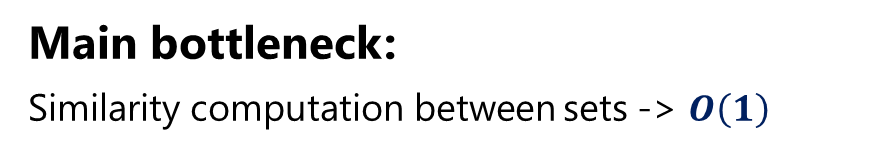 Main bottleneck:
Similarity computation between sets -> O(1)